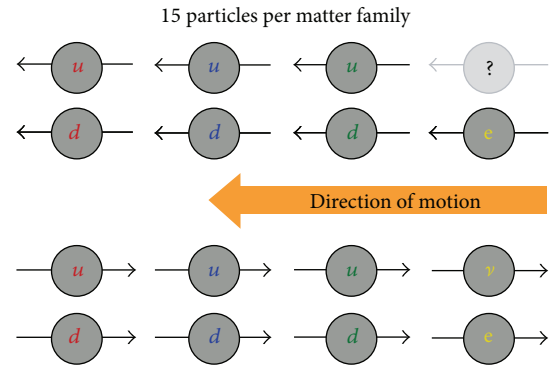 15 particles per matter family
u u u ?
d d d e
Direction of motion
u u u ν
d d d e